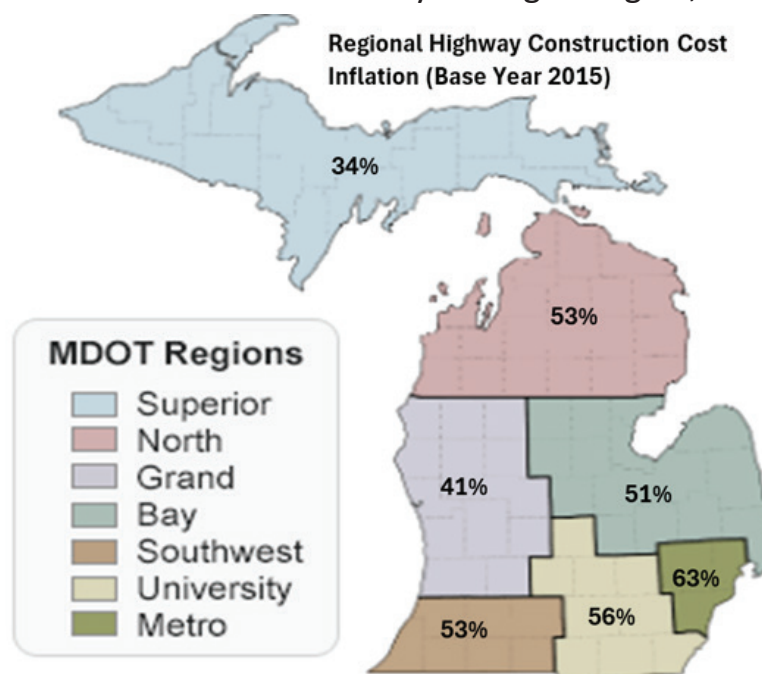 Regional Highway Construction Cost
Inflation (Base Year 2015)
34%
53%
MDOT Regions
Superior
North
Grand
Bay
Southwest
University
Metro
41%
51%
63%
56%
53%